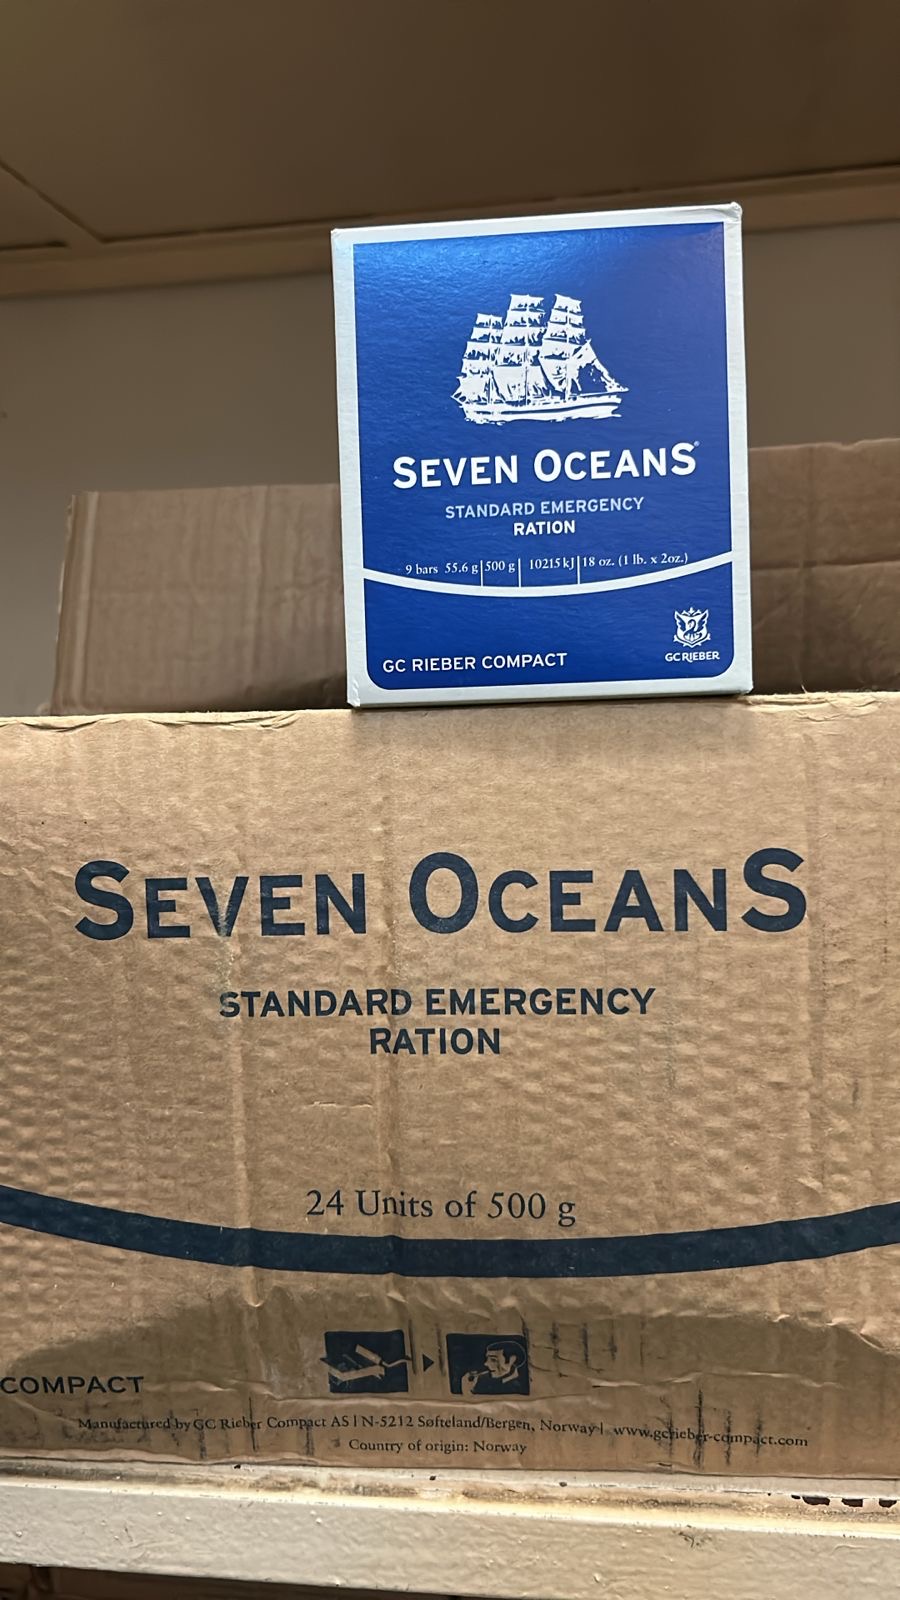 SEVEN OCEANS®
STANDARD EMERGENCY
RATION
9 bars 55.6 g | 500 g | 10215 kJ | 18 oz. (1 lb. x 2oz.)
GC RIEBER COMPACT
GC RIEBER
SEVEN OCEANS
STANDARD EMERGENCY
RATION
24 Units of 500 g
COMPACT
Manufactured by GC Rieber Compact AS | N-5212 Søfteland/Bergen, Norway | www.gcrieber-compact.com
Country of origin: Norway